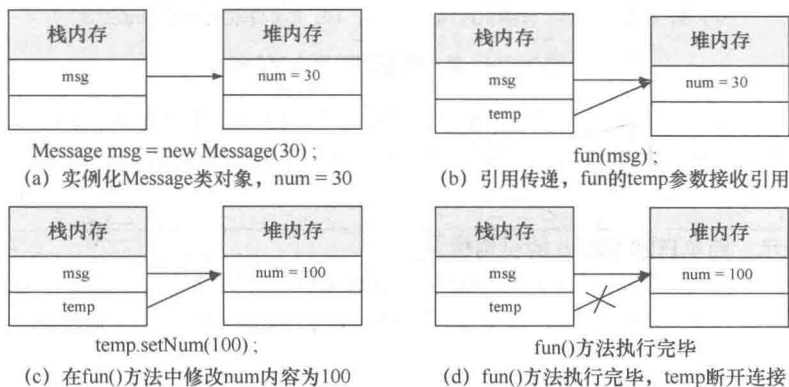 栈内存 堆内存
msg num = 30
Message msg = new Message(30) ;
(a) 实例化Message类对象，num = 30
栈内存 堆内存
msg num = 30
temp
fun(msg) ;
(b) 引用传递，fun的temp参数接收引用
栈内存 堆内存
msg num = 100
temp
temp.setNum(100) ;
(c) 在fun()方法中修改num内容为100
栈内存 堆内存
msg num = 100
temp
fun()方法执行完毕
(d) fun()方法执行完毕，temp断开连接